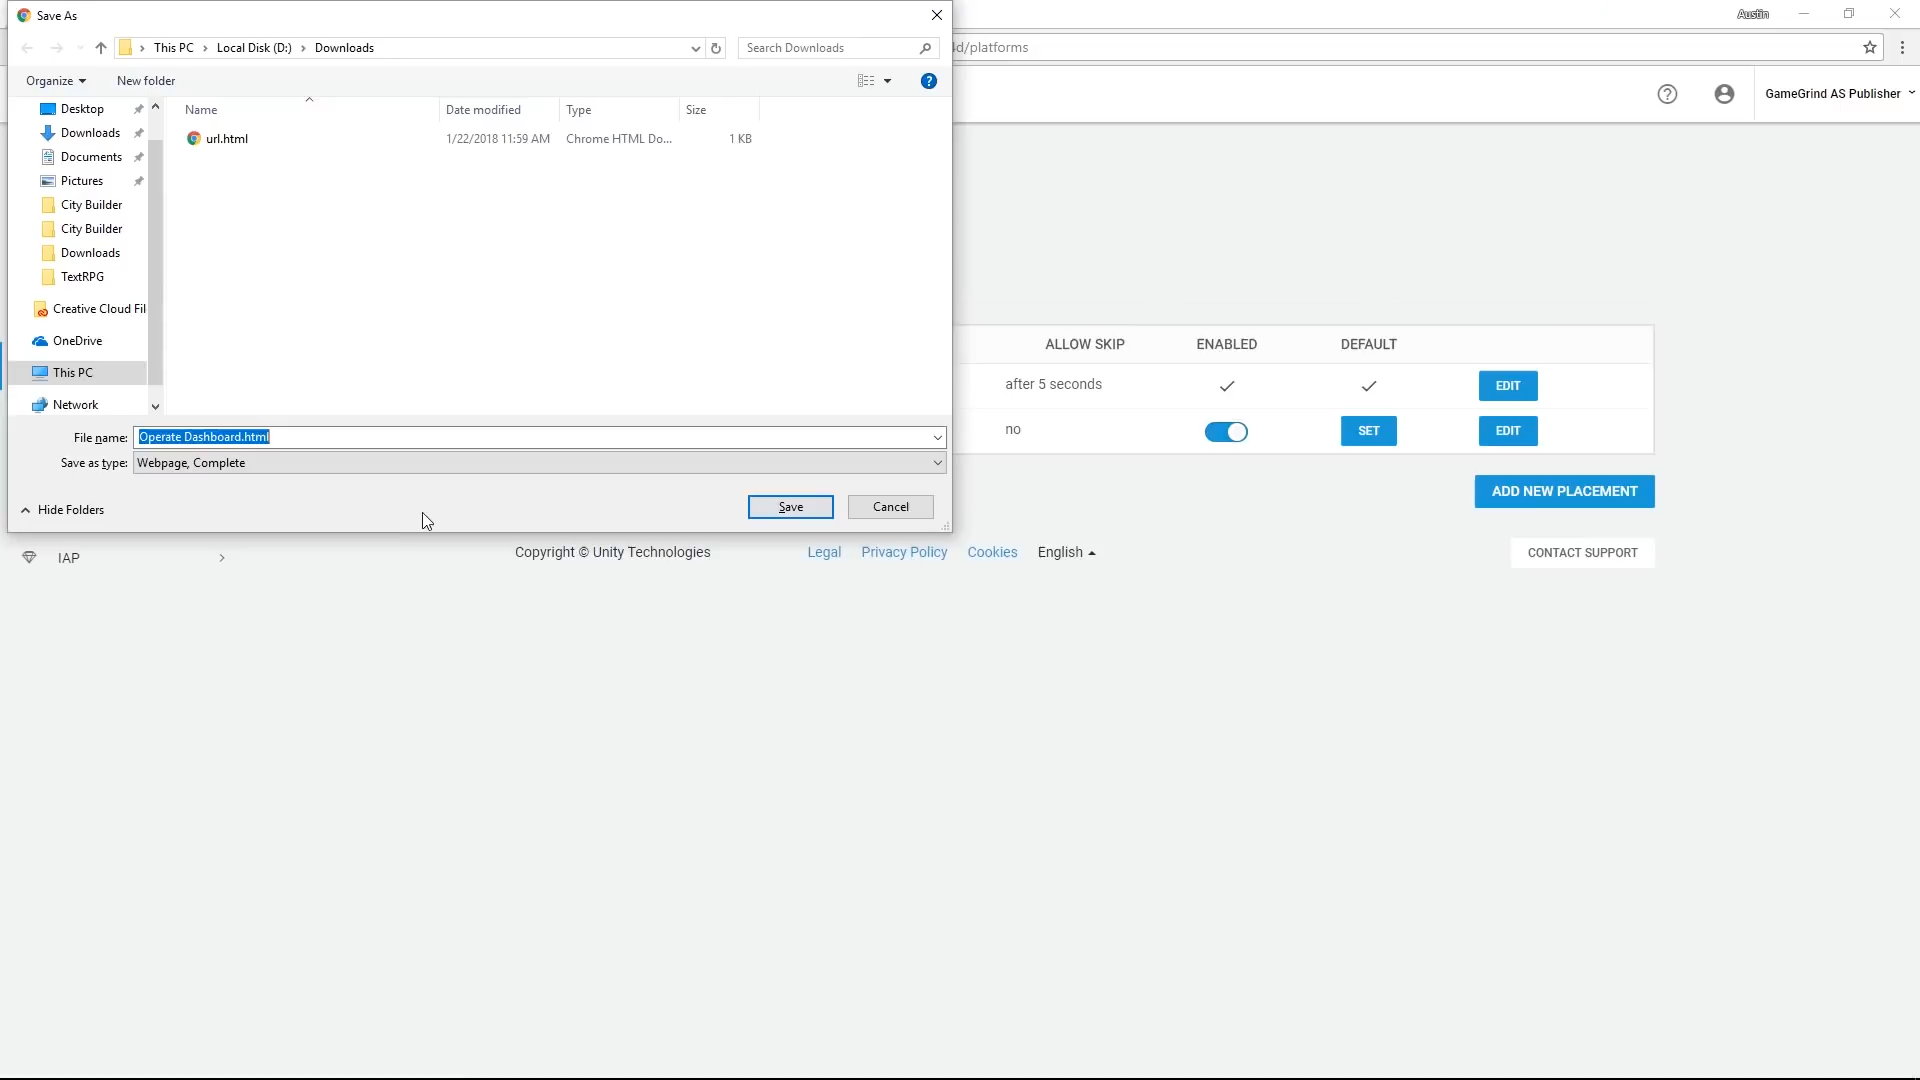 Save As
This PC
Local Disk (D:)
Downloads
Search Downloads
Organize
New folder
Name
Date modified
Type
Size
url.html
1/22/2018 11:59 AM
Chrome HTML Do...
1 KB
Desktop
Downloads
Documents
Pictures
City Builder
City Builder
Downloads
TextRPG
Creative Cloud Fil
OneDrive
This PC
Network
File name:
Operate Dashboard.html
Save as type:
Webpage, Complete
Hide Folders
Save
Cancel
Austin
4d/platforms
GameGrind AS Publisher
ALLOW SKIP
ENABLED
DEFAULT
after 5 seconds
EDIT
no
SET
EDIT
ADD NEW PLACEMENT
IAP
Copyright © Unity Technologies
Legal
Privacy Policy
Cookies
English
CONTACT SUPPORT